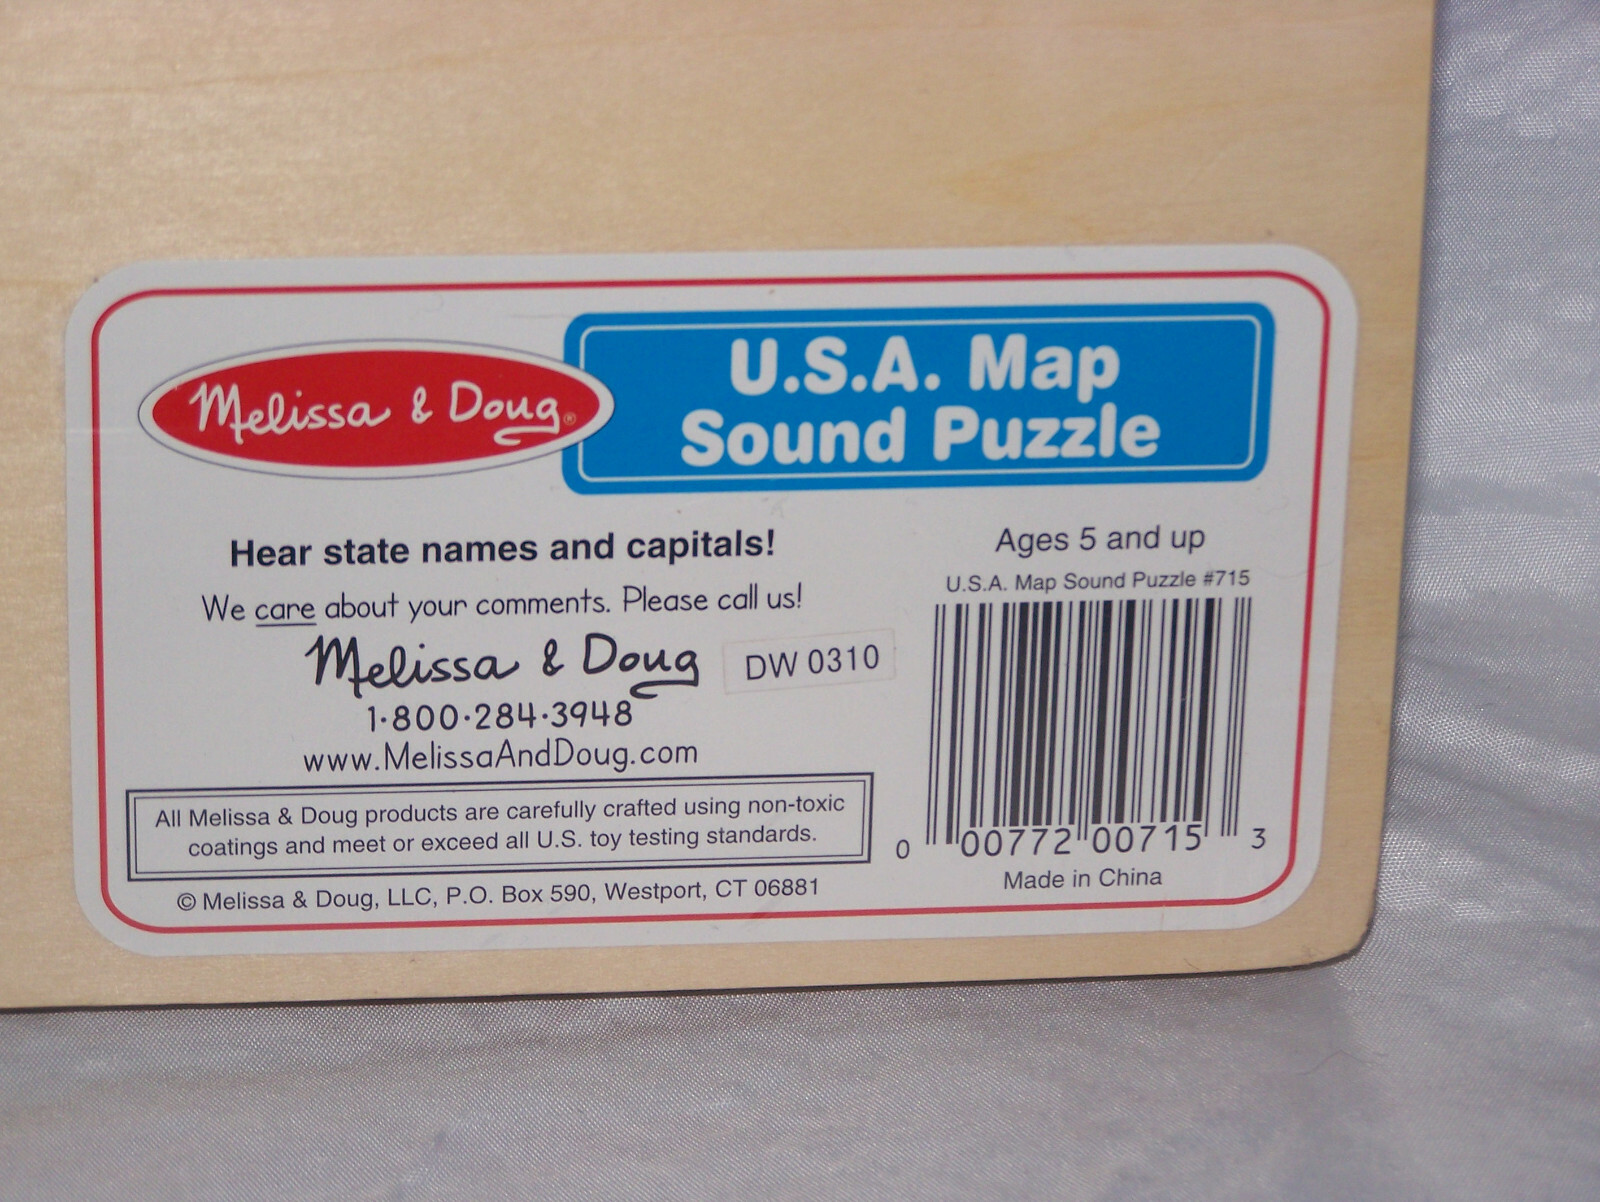 Melissa & Doug®
U.S.A. Map
Sound Puzzle
Hear state names and capitals!
We care about your comments. Please call us!
Melissa & Doug
DW 0310
1·800·284·3948
www.MelissaAndDoug.com
All Melissa & Doug products are carefully crafted using non-toxic
coatings and meet or exceed all U.S. toy testing standards.
© Melissa & Doug, LLC, P.O. Box 590, Westport, CT 06881
Ages 5 and up
U.S.A. Map Sound Puzzle #715
0 00772 00715 3
Made in China